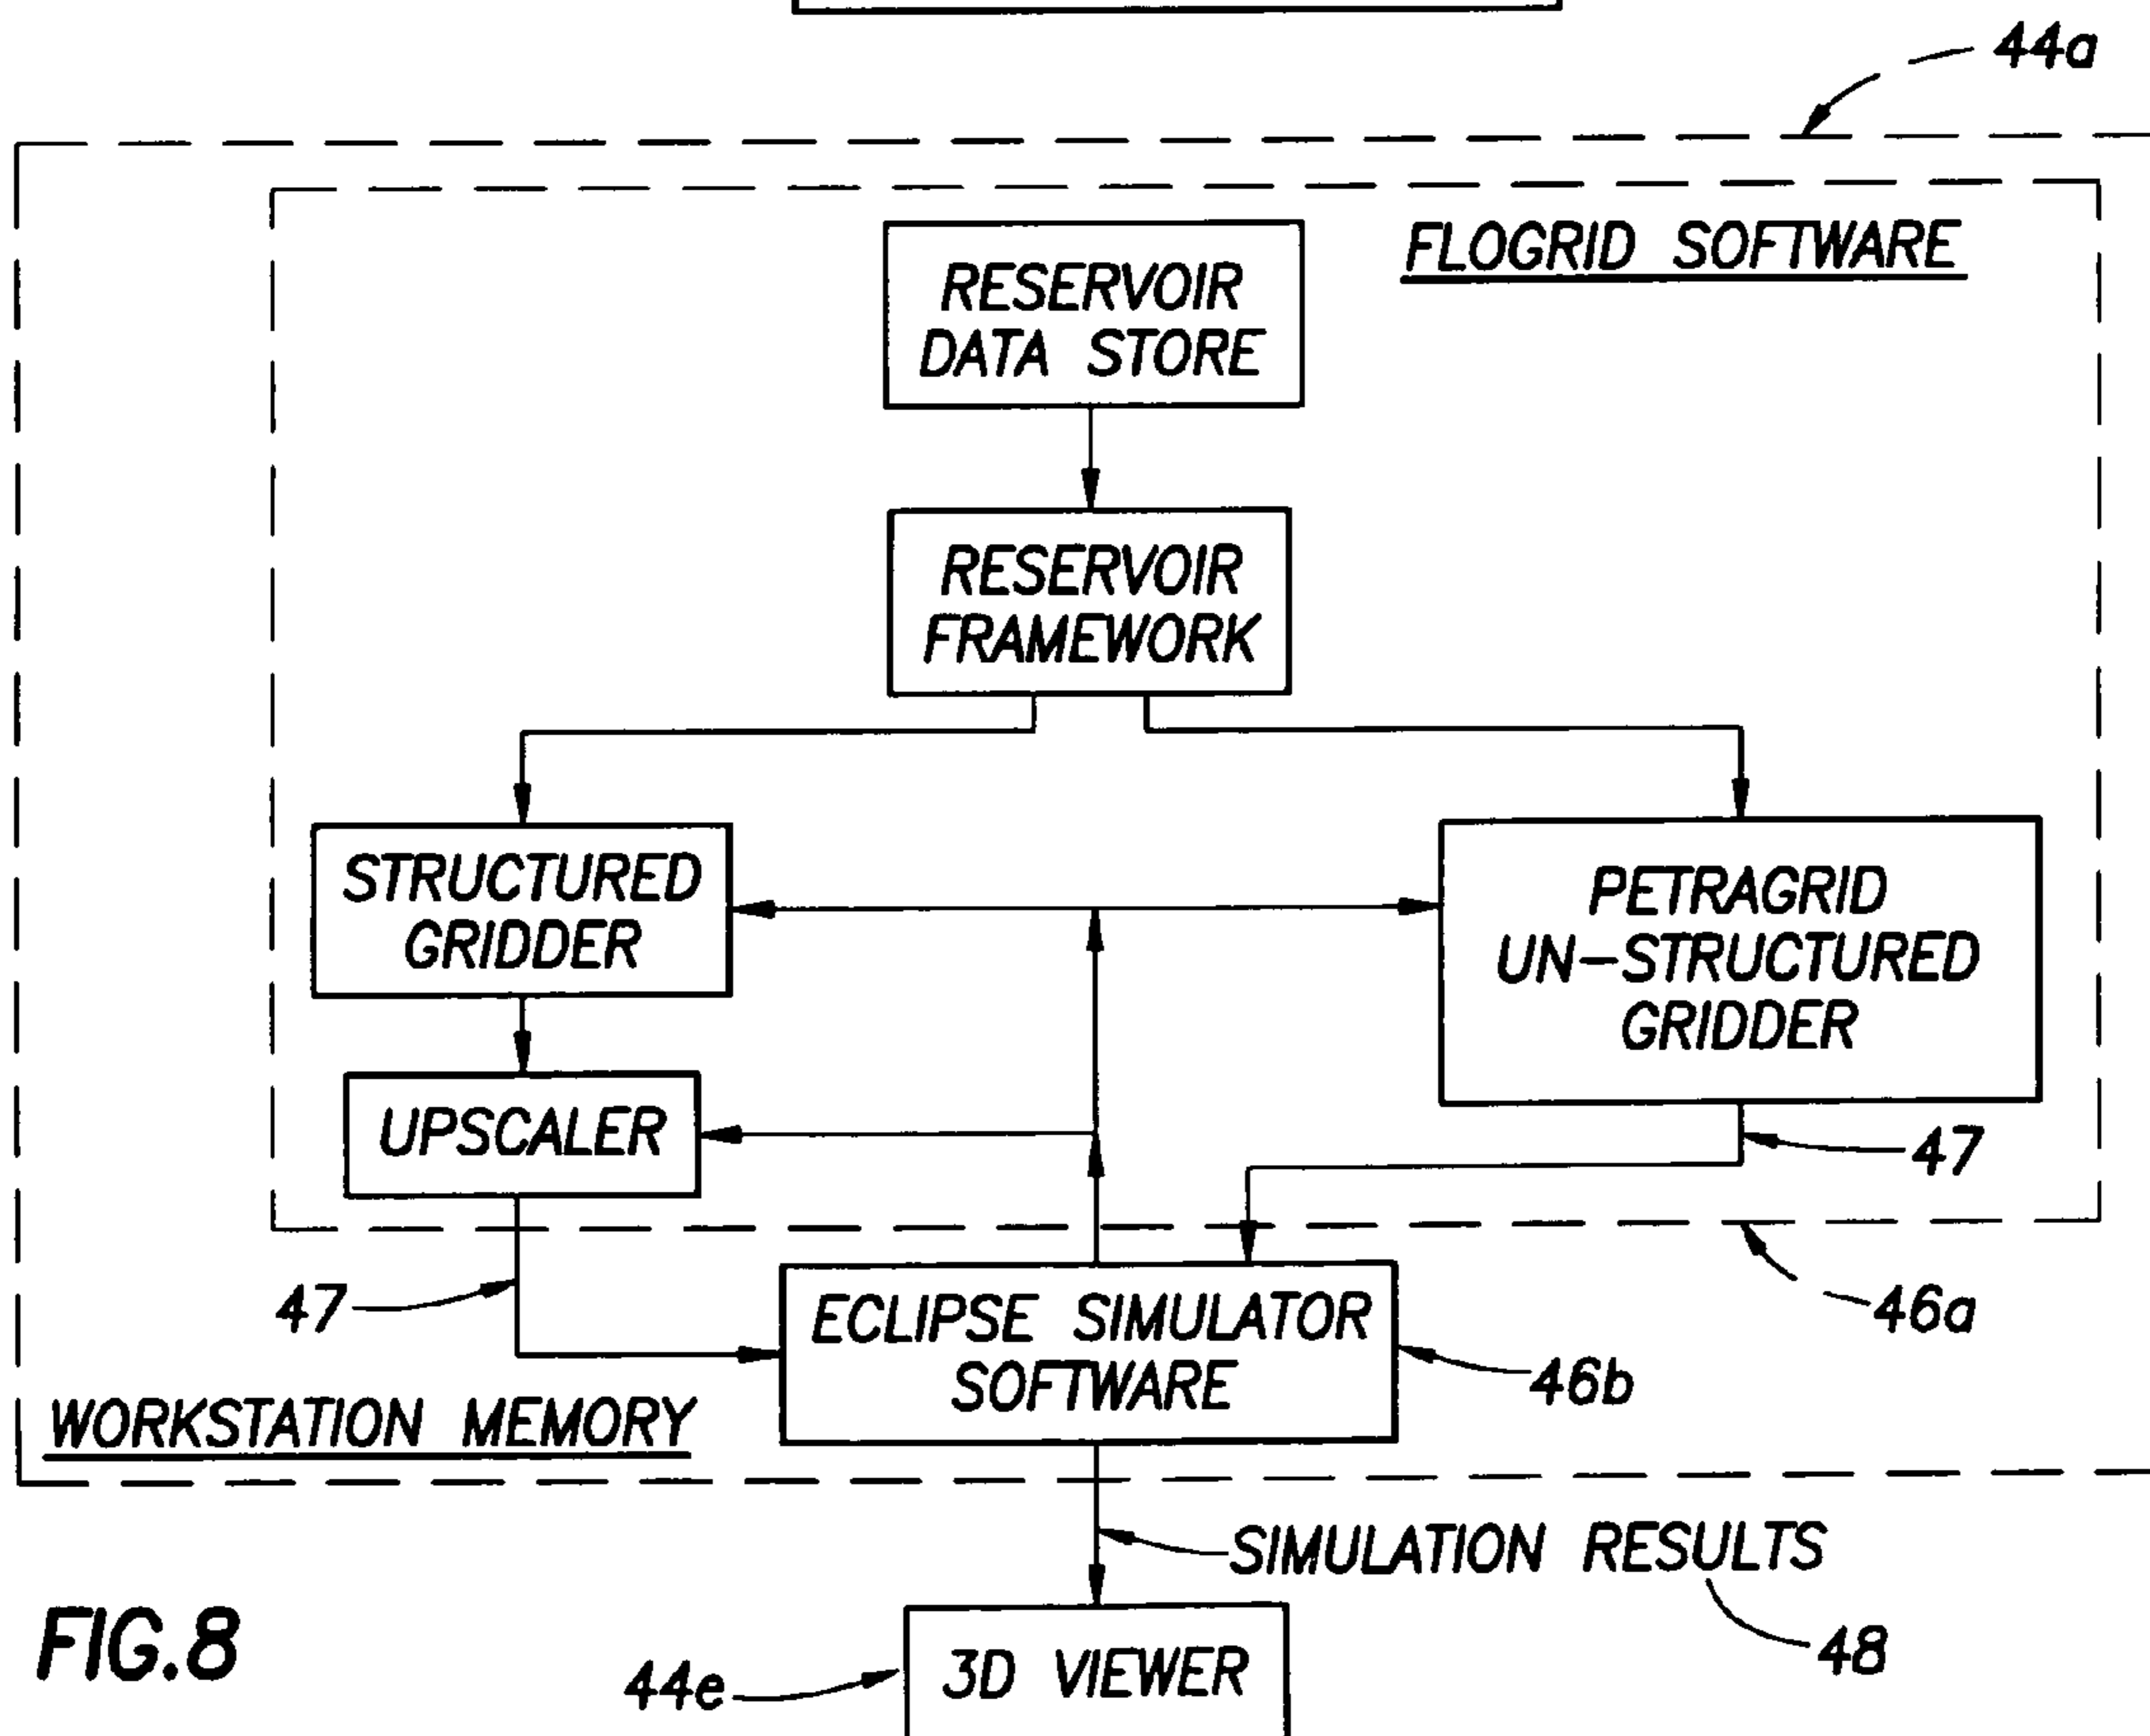 44a
FLOGRID SOFTWARE
RESERVOIR
DATA STORE
RESERVOIR
FRAMEWORK
STRUCTURED
GRIDDER
PETRAGRID
UN-STRUCTURED
GRIDDER
UPSCALER
47
47
46a
ECLIPSE SIMULATOR
SOFTWARE
46b
WORKSTATION MEMORY
SIMULATION RESULTS
48
FIG.8
44e
3D VIEWER